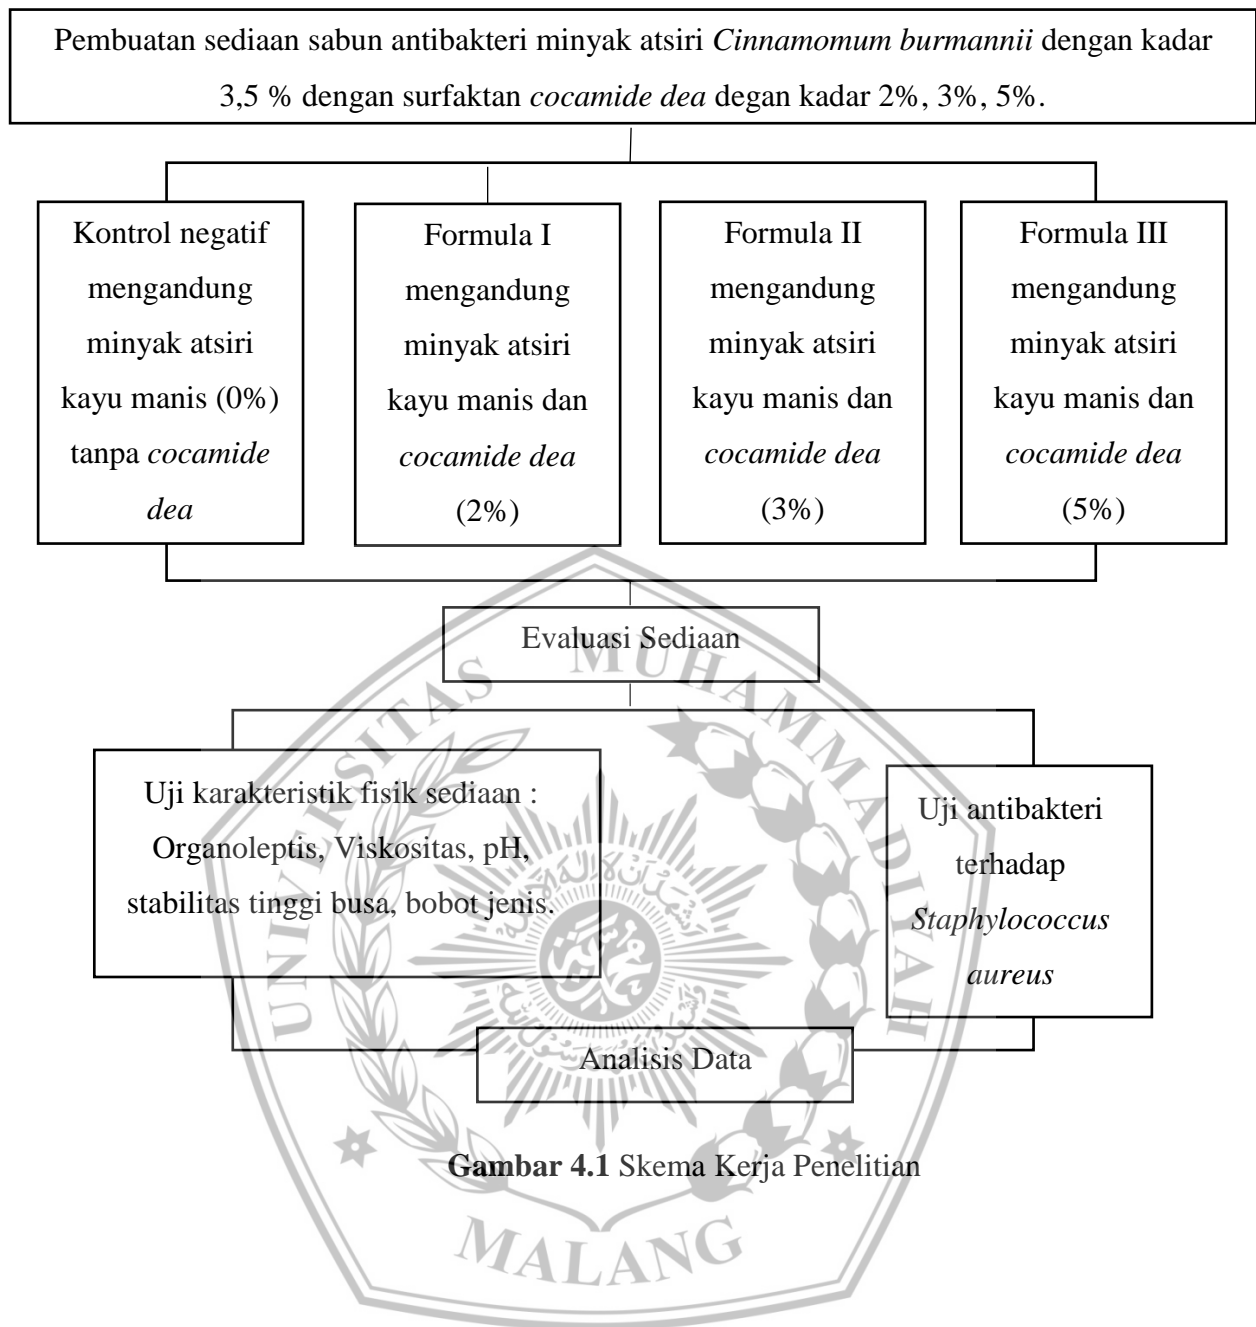 Pembuatan sediaan sabun antibakteri minyak atsiri Cinnamomum burmannii dengan kadar
3,5 % dengan surfaktan cocamide dea degan kadar 2%, 3%, 5%.
Kontrol negatif
mengandung
minyak atsiri
kayu manis (0%)
tanpa cocamide
dea
Formula I
mengandung
minyak atsiri
kayu manis dan
cocamide dea
(2%)
Formula II
mengandung
minyak atsiri
kayu manis dan
cocamide dea
(3%)
Formula III
mengandung
minyak atsiri
kayu manis dan
cocamide dea
(5%)
Evaluasi Sediaan
Uji karakteristik fisik sediaan :
Organoleptis, Viskositas, pH,
stabilitas tinggi busa, bobot jenis.
Uji antibakteri
terhadap
Staphylococcus
aureus
Analisis Data
Gambar 4.1 Skema Kerja Penelitian
UNIVERSITAS MUHAMMADIYAH
MALANG